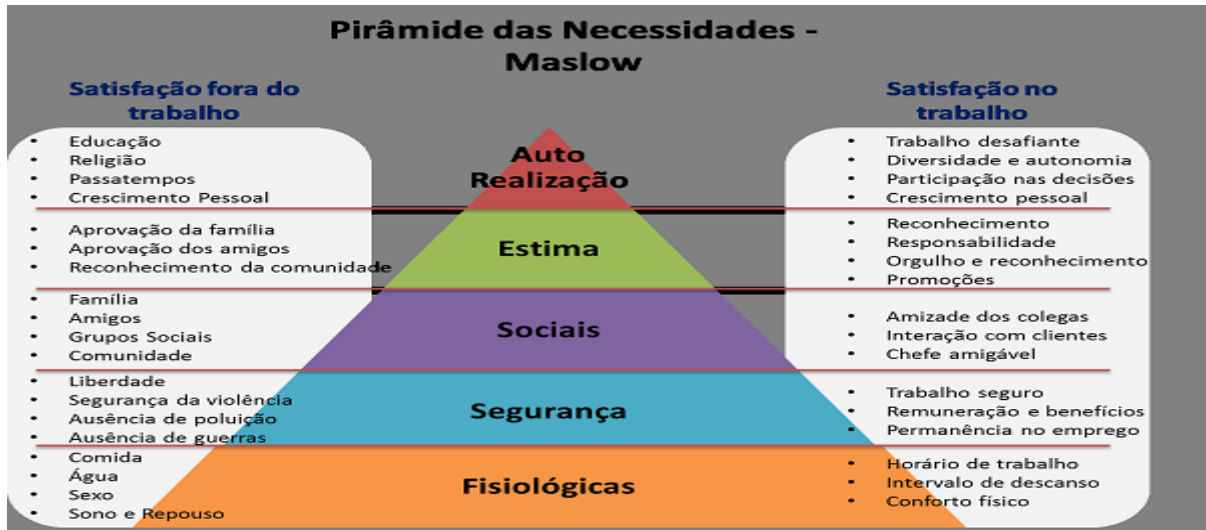 Pirâmide das Necessidades -
Maslow
Satisfação fora do
trabalho
• Educação
• Religião
• Passatempos
• Crescimento Pessoal
• Aprovação da família
• Aprovação dos amigos
• Reconhecimento da comunidade
• Família
• Amigos
• Grupos Sociais
• Comunidade
• Liberdade
• Segurança da violência
• Ausência de poluição
• Ausência de guerras
• Comida
• Água
• Sexo
• Sono e Repouso
Auto
Realização
Estima
Sociais
Segurança
Fisiológicas
Satisfação no
trabalho
• Trabalho desafiante
• Diversidade e autonomia
• Participação nas decisões
• Crescimento pessoal
• Reconhecimento
• Responsabilidade
• Orgulho e reconhecimento
• Promoções
• Amizade dos colegas
• Interação com clientes
• Chefe amigável
• Trabalho seguro
• Remuneração e benefícios
• Permanência no emprego
• Horário de trabalho
• Intervalo de descanso
• Conforto físico